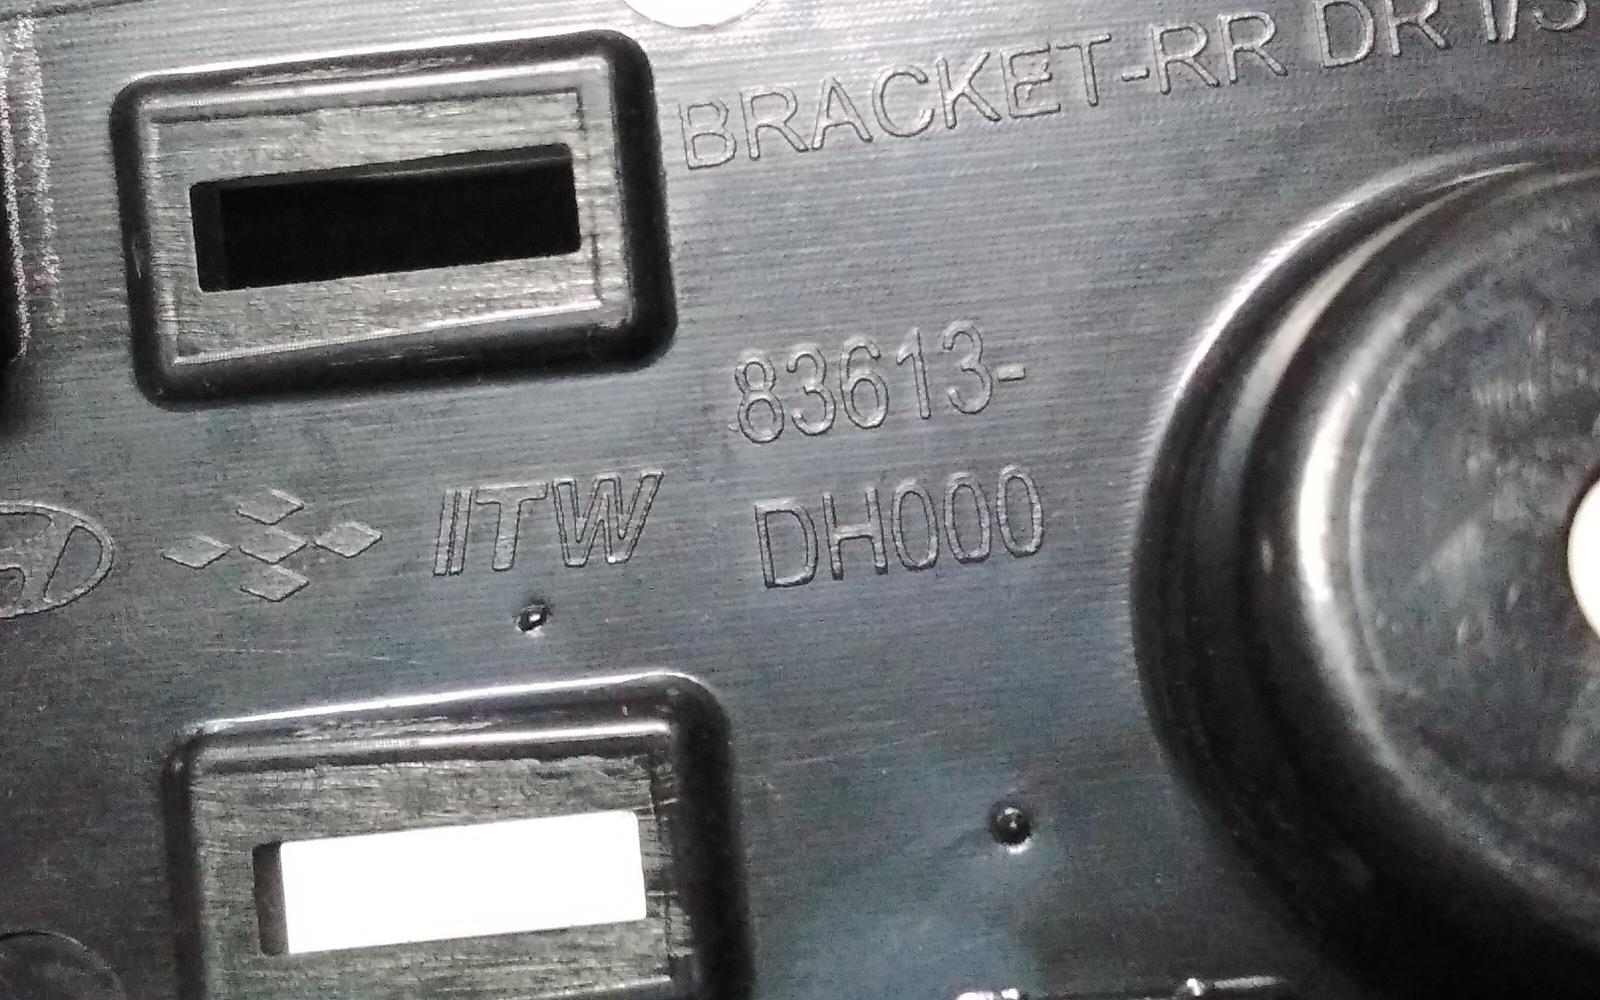 BRACKET-RR DR I/S
83613-
ITW
DH000